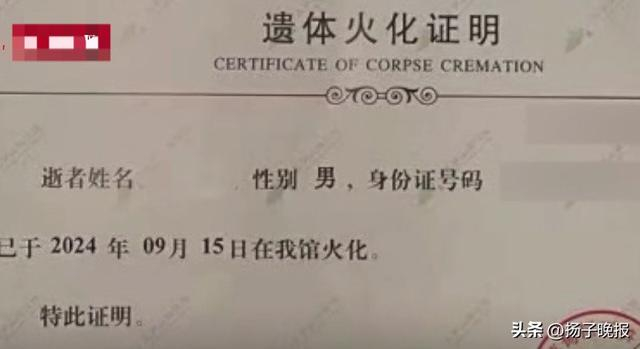 遗体火化证明
CERTIFICATE OF CORPSE CREMATION
逝者姓名 性别 男，身份证号码
已于 2024 年 09月 15日在我馆火化。
特此证明。
头条 @扬子晚报